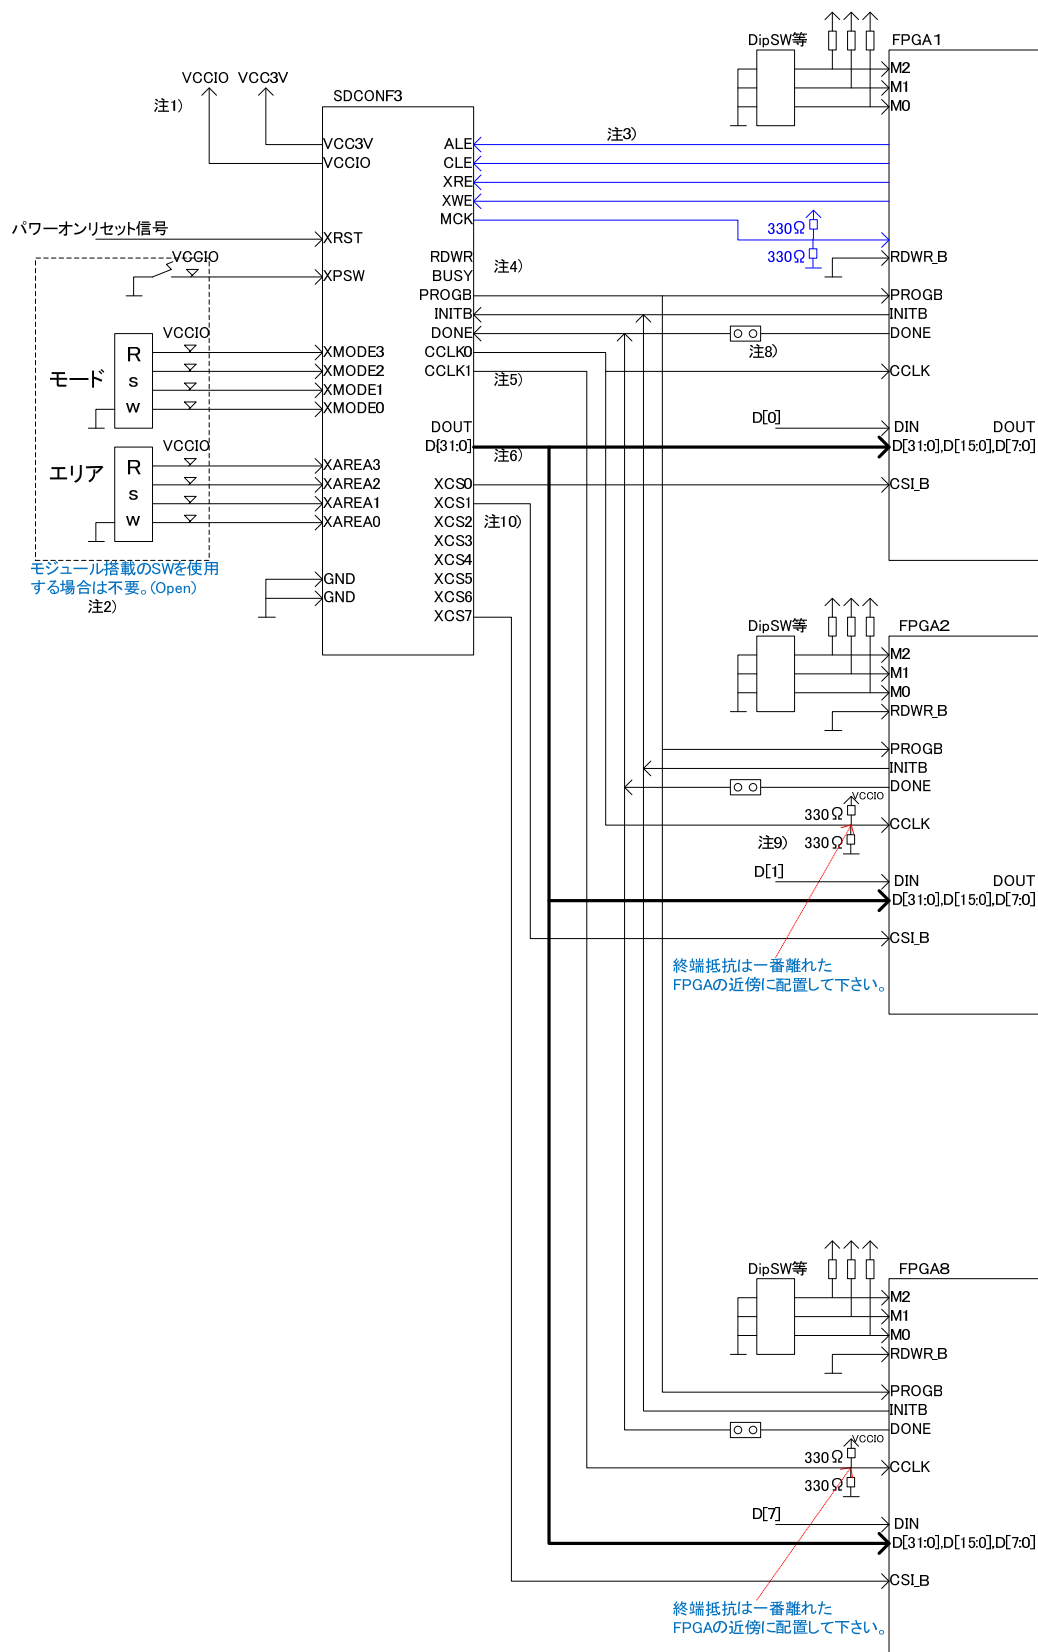 DipSW等
FPGA1
M2
M1
M0
VCCIO VCC3V
注1)
SDCONF3
VCC3V
VCCIO
ALE
CLE
XRE
XWE
MCK
注3)
パワーオンリセット信号
XRST
330Ω
330Ω
VCCIO
XPSW
RDWR
BUSY
PROGB
INITB
DONE
CCLK0
CCLK1
注4)
注5)
RDWR_B
PROGB
INITB
DONE
注8)
CCLK
モード
R
s
w
VCCIO
XMODE3
XMODE2
XMODE1
XMODE0
DOUT
D[31:0]
注6)
D[0]
DIN
DOUT
D[31:0],D[15:0],D[7:0]
エリア
R
s
w
VCCIO
XAREA3
XAREA2
XAREA1
XAREA0
XCS0
XCS1
XCS2
XCS3
XCS4
XCS5
XCS6
XCS7
注10)
CSI_B
モジュール搭載のSWを使用
する場合は不要。(Open)
注2)
GND
GND
DipSW等
FPGA2
M2
M1
M0
RDWR_B
PROGB
INITB
DONE
VCCIO
330Ω
CCLK
注9)
330Ω
D[1]
DIN
DOUT
D[31:0],D[15:0],D[7:0]
CSI_B
終端抵抗は一番離れた
FPGAの近傍に配置して下さい。
DipSW等
FPGA8
M2
M1
M0
RDWR_B
PROGB
INITB
DONE
VCCIO
330Ω
CCLK
330Ω
D[7]
DIN
D[31:0],D[15:0],D[7:0]
CSI_B
終端抵抗は一番離れた
FPGAの近傍に配置して下さい。